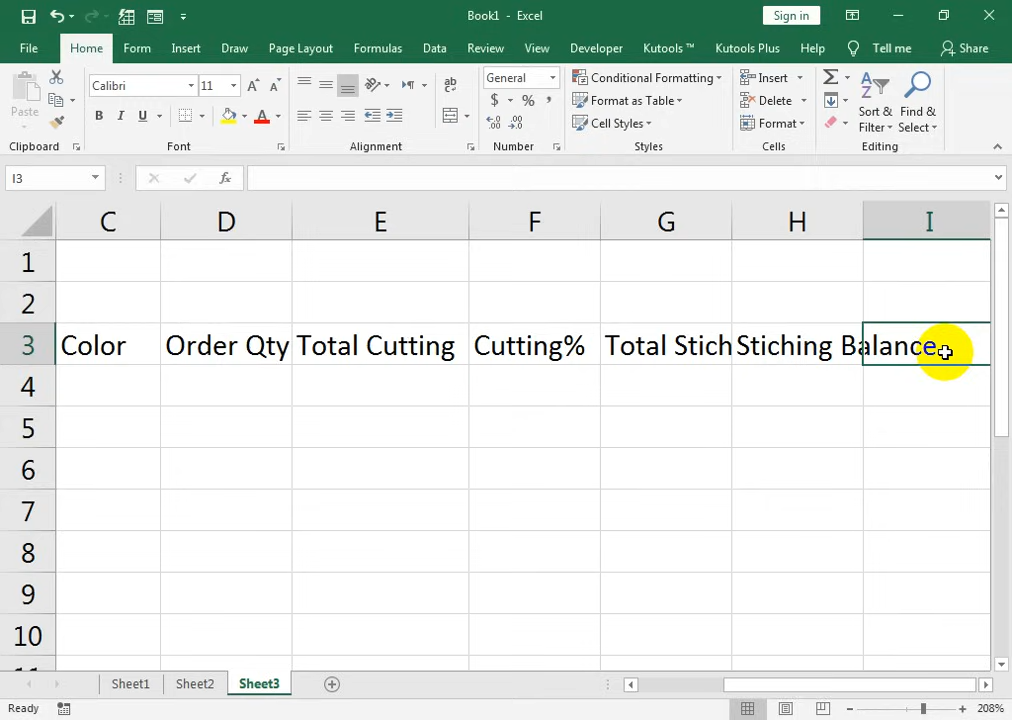 Book1 - Excel
Sign in
File Home Form Insert Draw Page Layout Formulas Data Review View Developer Kutools ™ Kutools Plus Help Tell me Share
Paste
Calibri 11
B I U
A A
ab
General
$ % ,
Conditional Formatting
Format as Table
Cell Styles
Insert
Delete
Format
Sort & Filter
Find & Select
Clipboard Font Alignment Number Styles Cells Editing
I3
fx
C D E F G H I
1
2
3 Color Order Qty Total Cutting Cutting% Total Stich Stiching Balance
4
5
6
7
8
9
10
Sheet1 Sheet2 Sheet3
Ready 208%